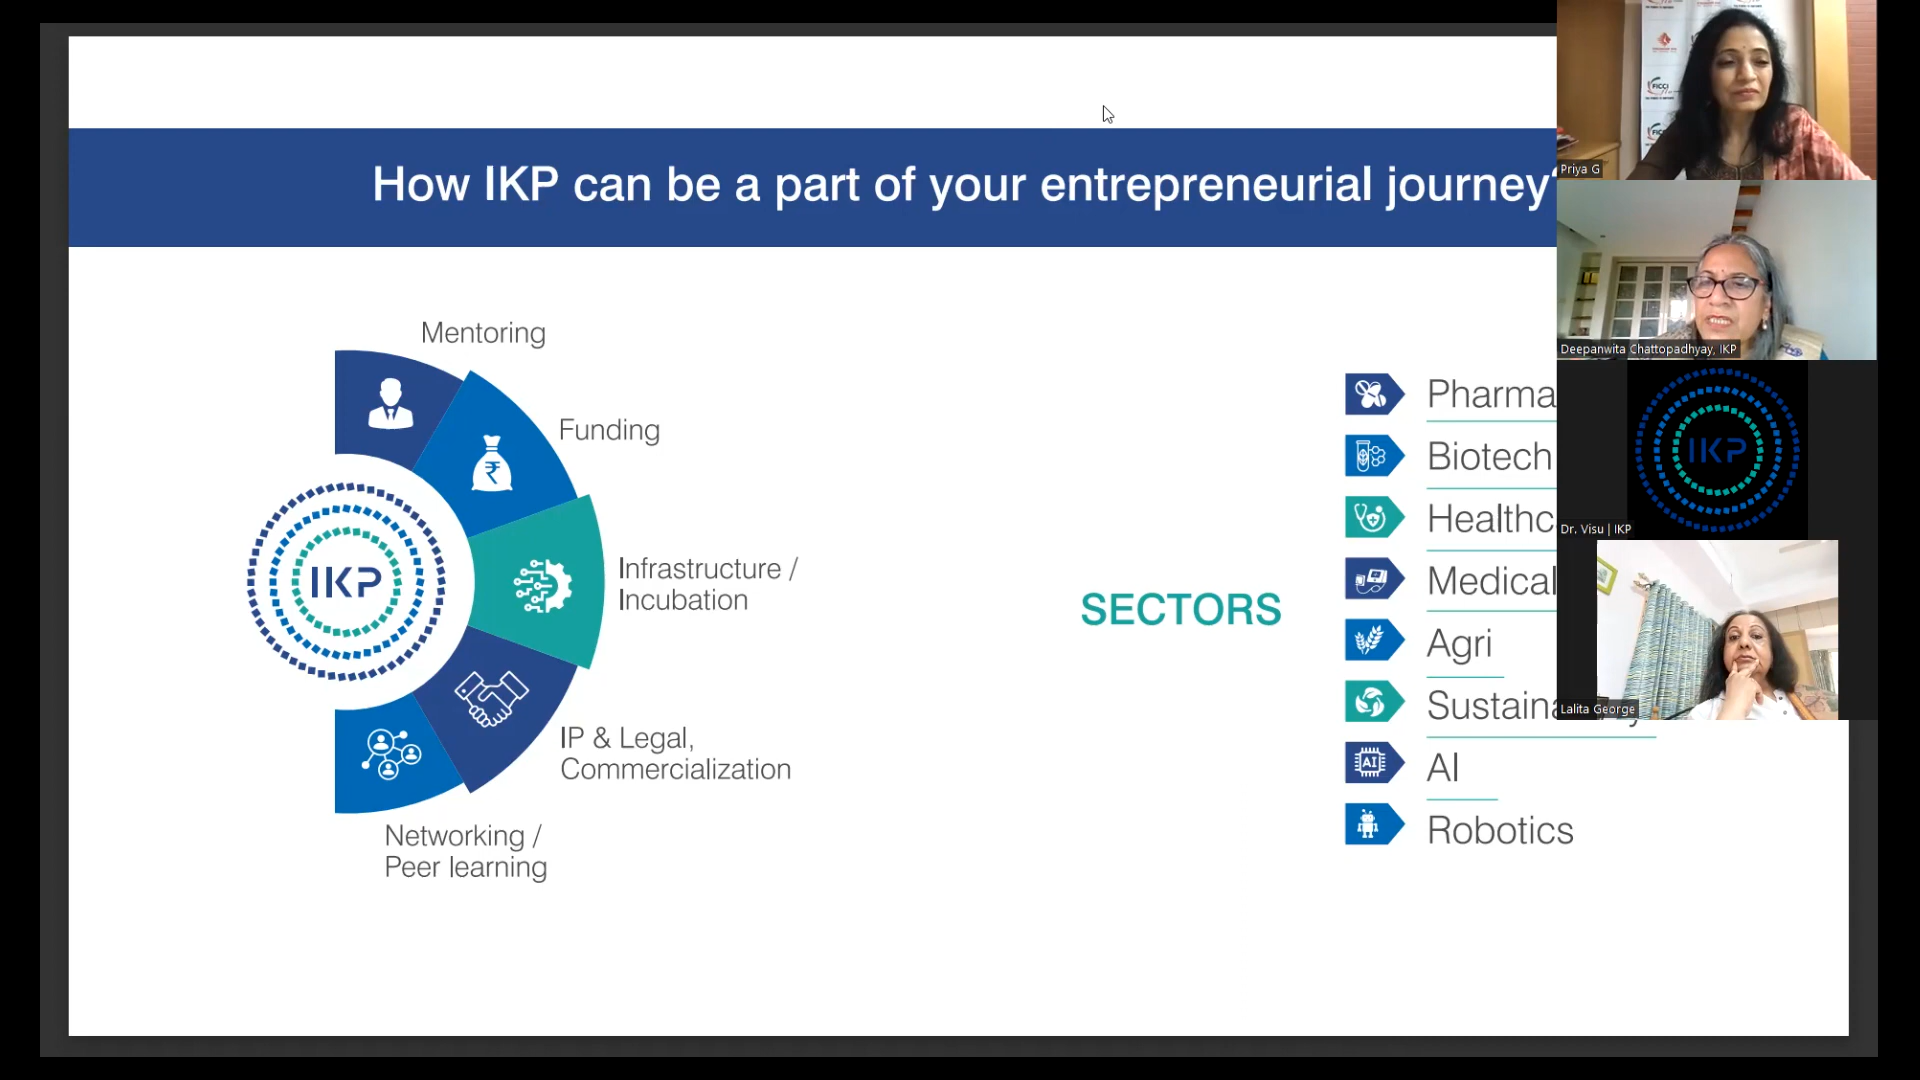 How IKP can be a part of your entrepreneurial journey
Mentoring
Funding
Infrastructure /
Incubation
IP & Legal,
Commercialization
Networking /
Peer learning
IKP
SECTORS
Pharma
Biotech
Healthc
Medical
Agri
Sustaina
AI
AI
Robotics
FICCI
Priya G
Deepanwita Chattopadhyay, IKP
IKP
Dr. Visu | IKP
Lalita George